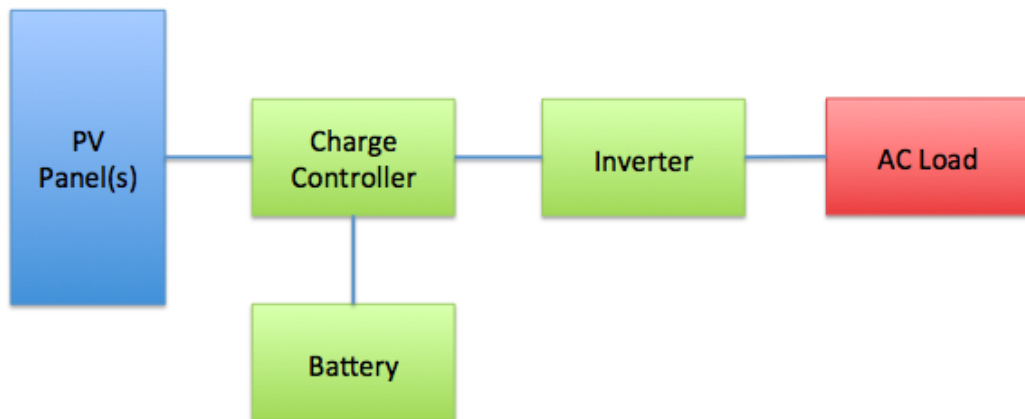 PV
Panel(s)
Charge
Controller
Inverter
AC Load
Battery